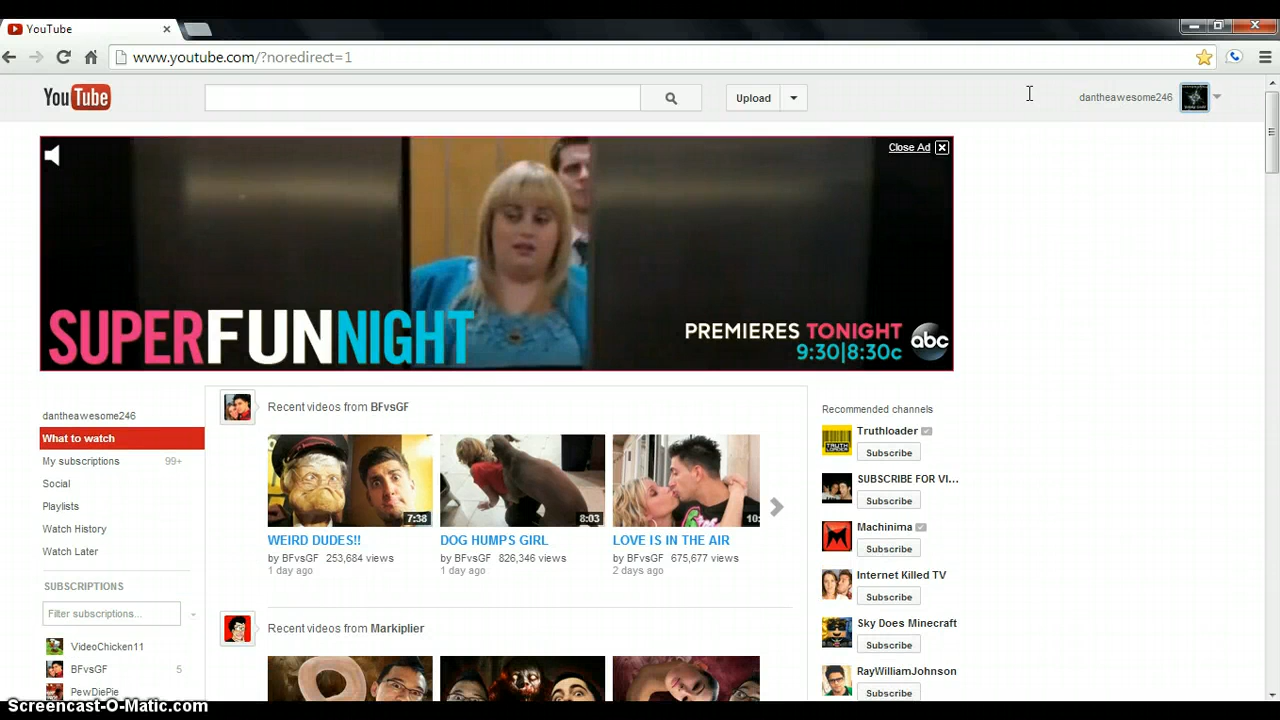 YouTube
www.youtube.com/?noredirect=1
YouTube
Upload
dantheawesome246
Close Ad
SUPERFUNNIGHT
PREMIERES TONIGHT
9:30|8:30c
abc
dantheawesome246
What to watch
My subscriptions 99+
Social
Playlists
Watch History
Watch Later
SUBSCRIPTIONS
Filter subscriptions...
VideoChicken11
BFvsGF 5
PewDiePie
Recent videos from BFvsGF
7:38
WEIRD DUDES!!
by BFvsGF 253,684 views
1 day ago
8:03
DOG HUMPS GIRL
by BFvsGF 826,346 views
1 day ago
10:
LOVE IS IN THE AIR
by BFvsGF 675,677 views
2 days ago
Recent videos from Markiplier
Recommended channels
TRUTH
LOADER
Truthloader
Subscribe
SUBSCRIBE FOR VI...
Subscribe
Machinima
Subscribe
Internet Killed TV
Subscribe
Sky Does Minecraft
Subscribe
RayWilliamJohnson
Subscribe
Screencast-O-Matic.com